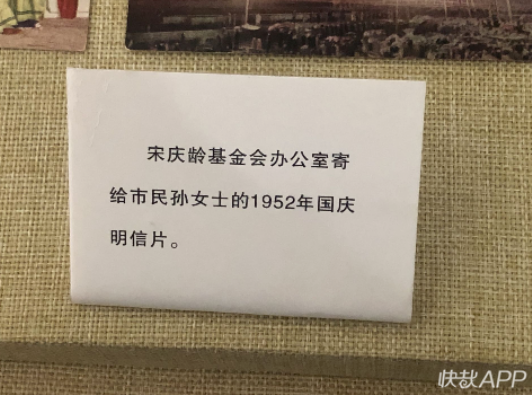 宋庆龄基金会办公室寄
给市民孙女士的1952年国庆
明信片。
快哉APP